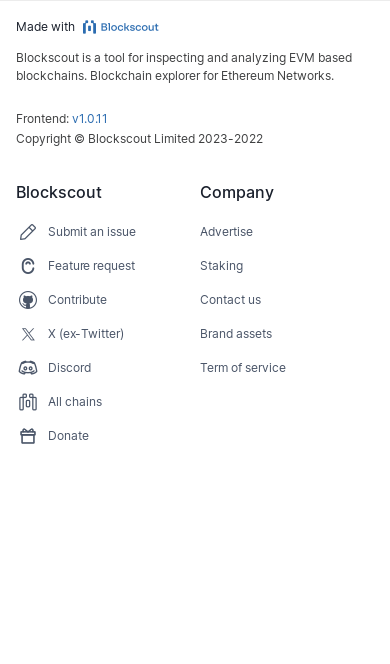 Made with Blockscout
Blockscout is a tool for inspecting and analyzing EVM based
blockchains. Blockchain explorer for Ethereum Networks.
Frontend: v1.0.11
Copyright © Blockscout Limited 2023-2022
Blockscout
Submit an issue
Feature request
Contribute
X (ex-Twitter)
Discord
All chains
Donate
Company
Advertise
Staking
Contact us
Brand assets
Term of service